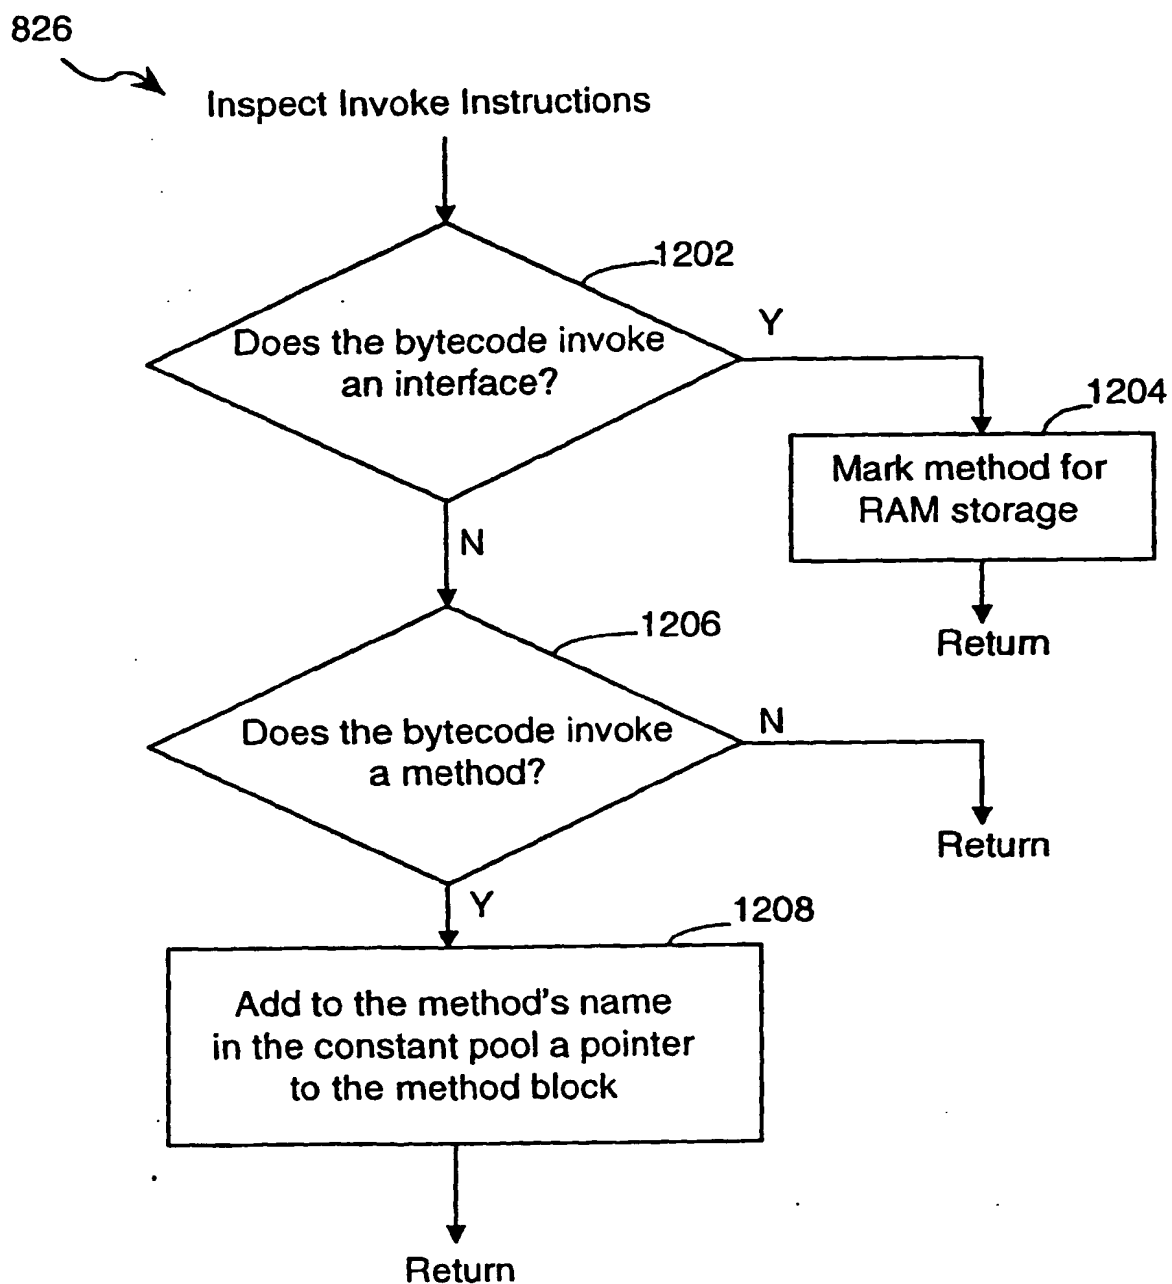 826
Inspect Invoke Instructions
1202
Does the bytecode invoke
an interface?
Y
1204
Mark method for
RAM storage
N
Return
1206
Does the bytecode invoke
a method?
N
Return
Y
1208
Add to the method's name
in the constant pool a pointer
to the method block
Return